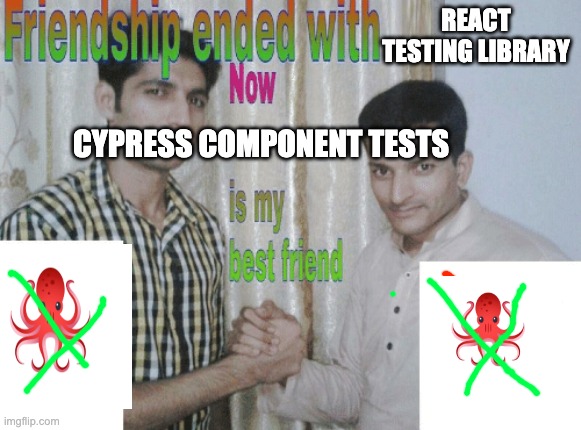 Friendship ended with
REACT
TESTING LIBRARY
Now
CYPRESS COMPONENT TESTS
is my
best friend
imgflip.com